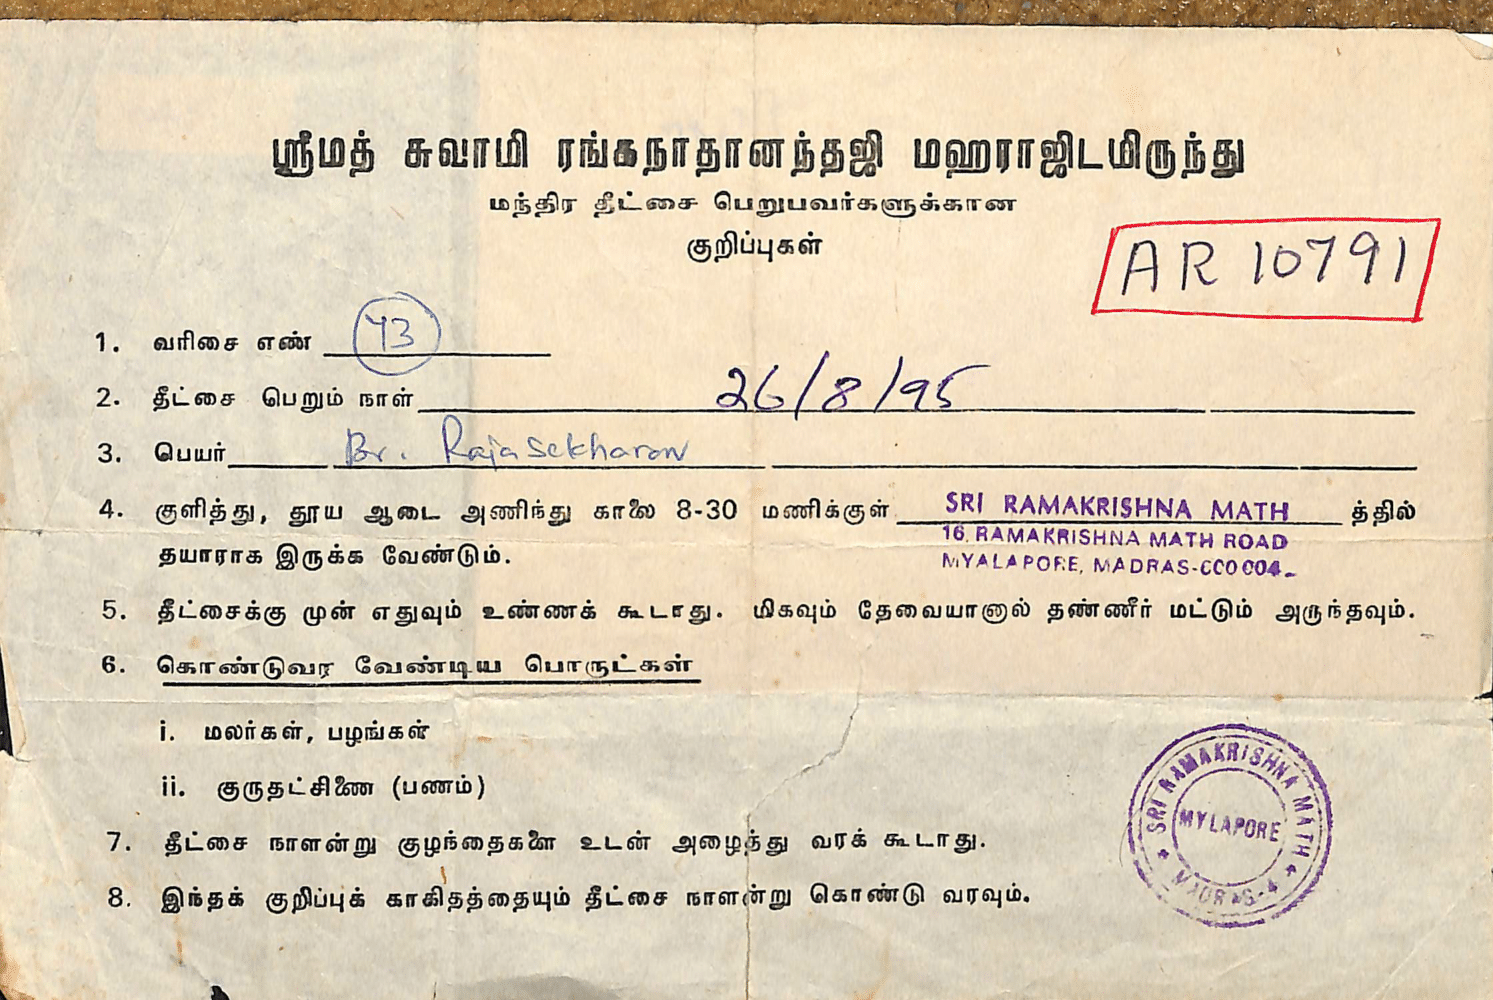 ஸ்ரீமத் சுவாமி ரங்கநாதானந்தஜி மஹராஜிடமிருந்து
மந்திர தீட்சை பெறுபவர்களுக்கான
குறிப்புகள்
AR 10791
1. வரிசை எண் 43
2. தீட்சை பெறும் நாள் 26/8/95
3. பெயர் Br. Rajasekharan
4. குளித்து, தூய ஆடை அணிந்து காலை 8-30 மணிக்குள் SRI RAMAKRISHNA MATH த்தில்
16, RAMAKRISHNA MATH ROAD
தயாராக இருக்க வேண்டும். MYALAPORE, MADRAS-600 004.
5. தீட்சைக்கு முன் எதுவும் உண்ணக் கூடாது. மிகவும் தேவையானால் தண்ணீர் மட்டும் அருந்தவும்.
6. கொண்டுவர வேண்டிய பொருட்கள்
i. மலர்கள், பழங்கள்
ii. குருதட்சிணை (பணம்)
SRI RAMAKRISHNA MATH
MYLAPORE
MADRAS-4
7. தீட்சை நாளன்று குழந்தைகளை உடன் அழைத்து வரக் கூடாது.
8. இந்தக் குறிப்புக் காகிதத்தையும் தீட்சை நாளன்று கொண்டு வரவும்.